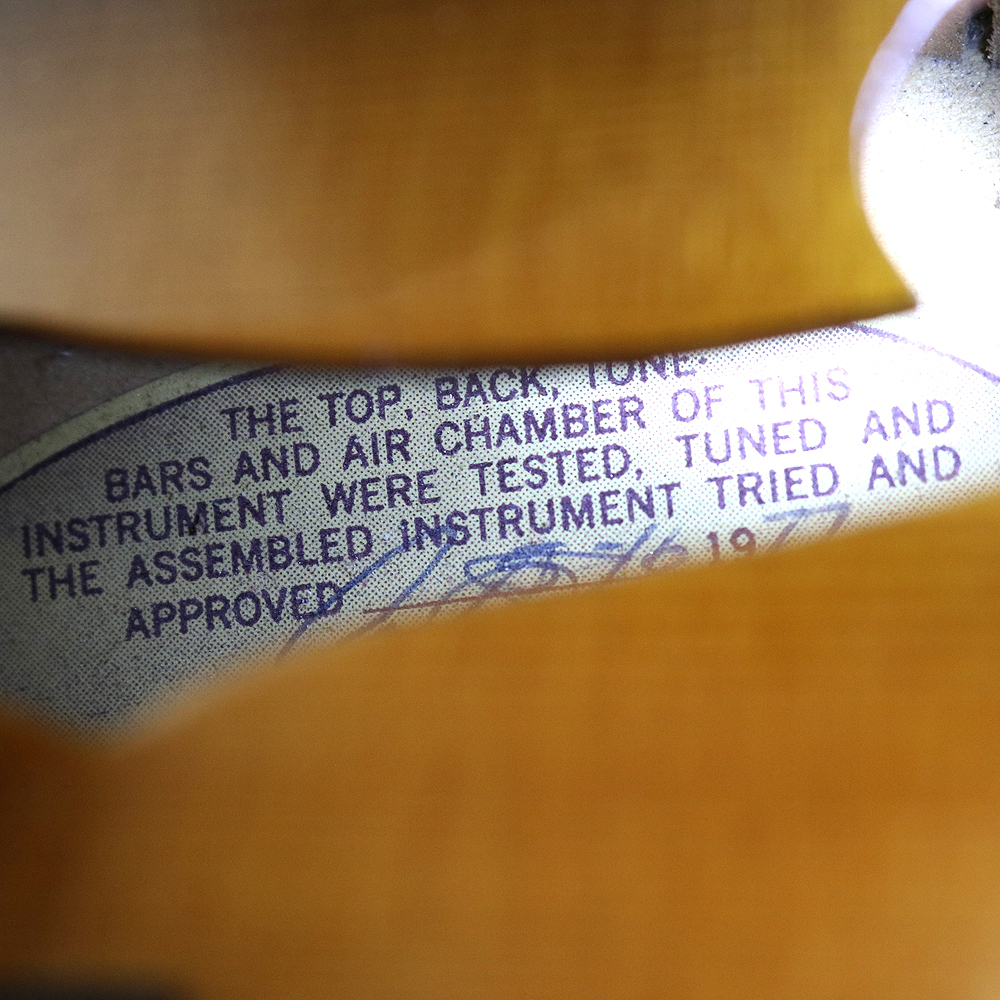 THE TOP, BACK, TONE-
BARS AND AIR CHAMBER OF THIS
INSTRUMENT WERE TESTED, TUNED AND
THE ASSEMBLED INSTRUMENT TRIED AND
APPROVED 1977